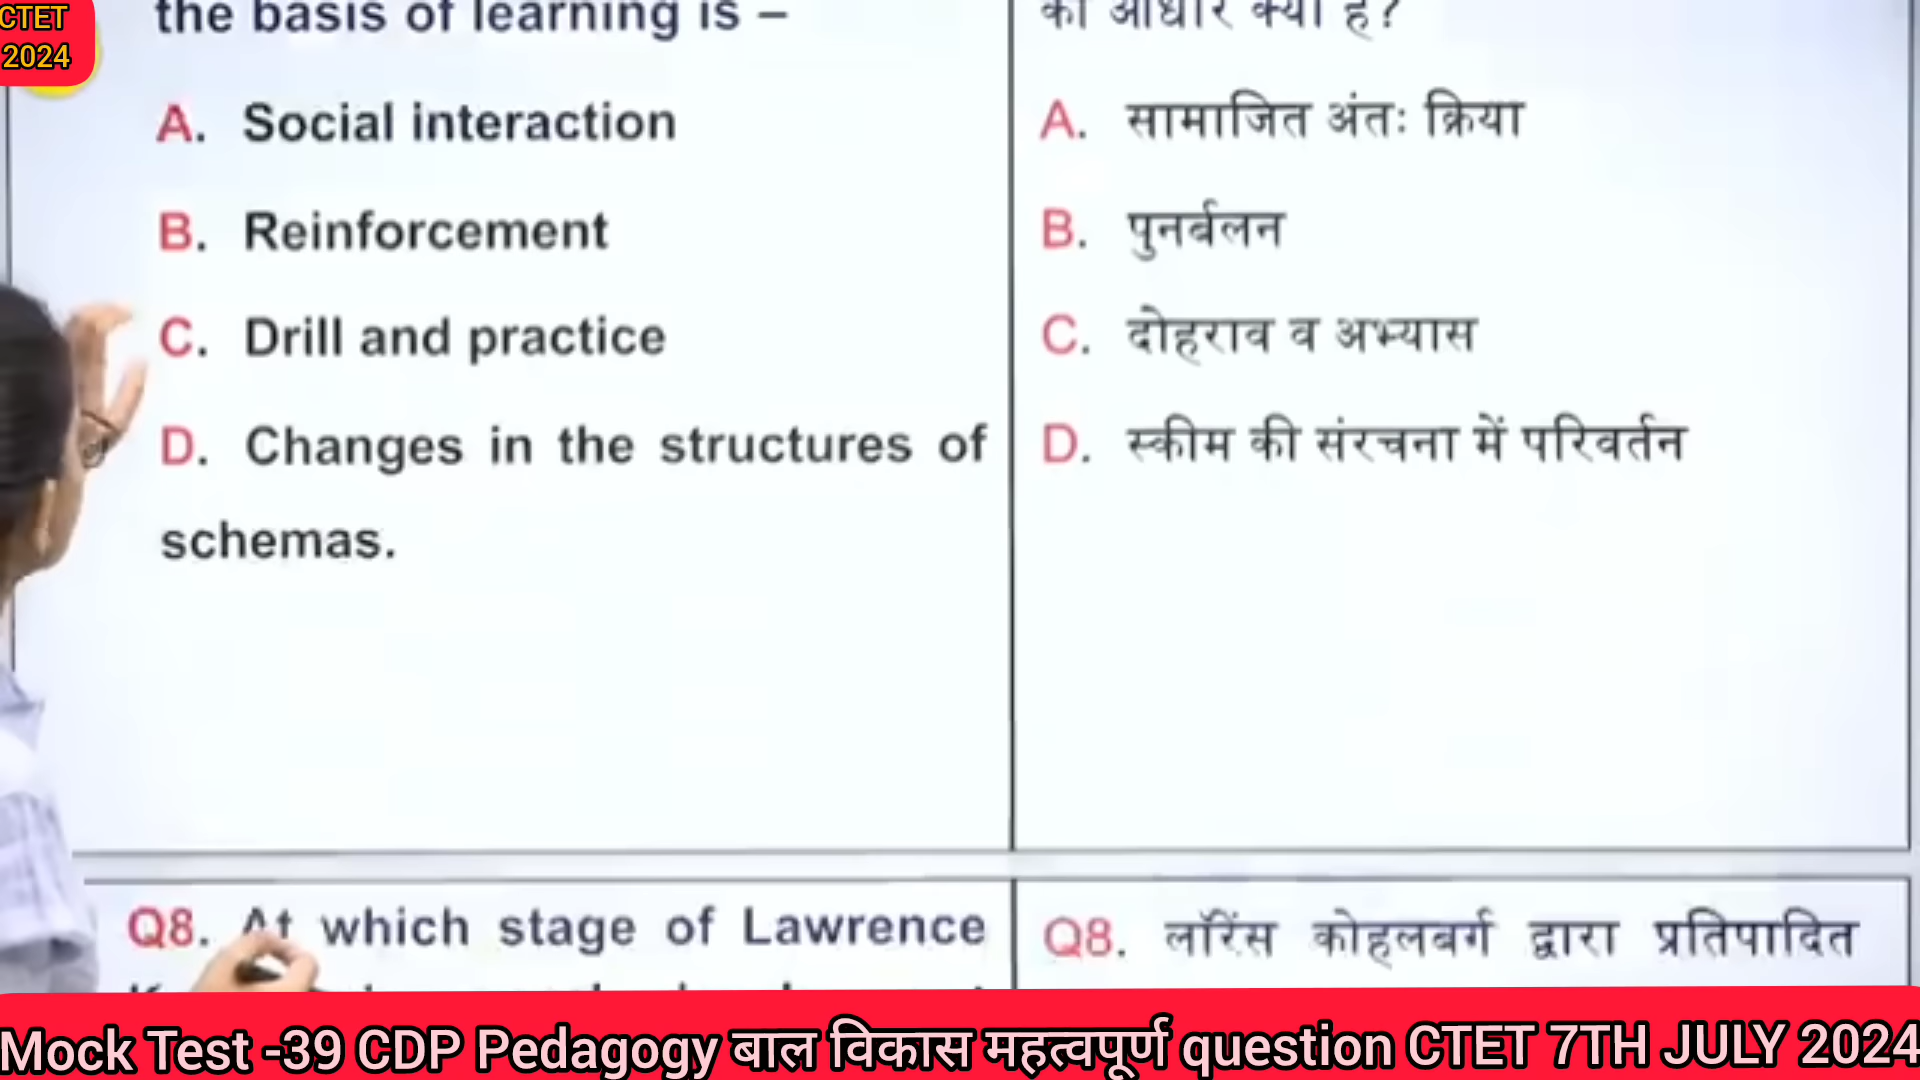 CTET
2024
the basis of learning is –
A. Social interaction
B. Reinforcement
C. Drill and practice
D. Changes in the structures of
schemas.
का आधार क्या है?
A. सामाजित अंतः क्रिया
B. पुनर्बलन
C. दोहराव व अभ्यास
D. स्कीम की संरचना में परिवर्तन
Q8. At which stage of Lawrence
Q8. लॉरेंस कोहलबर्ग द्वारा प्रतिपादित
Mock Test -39 CDP Pedagogy बाल विकास महत्वपूर्ण question CTET 7TH JULY 2024